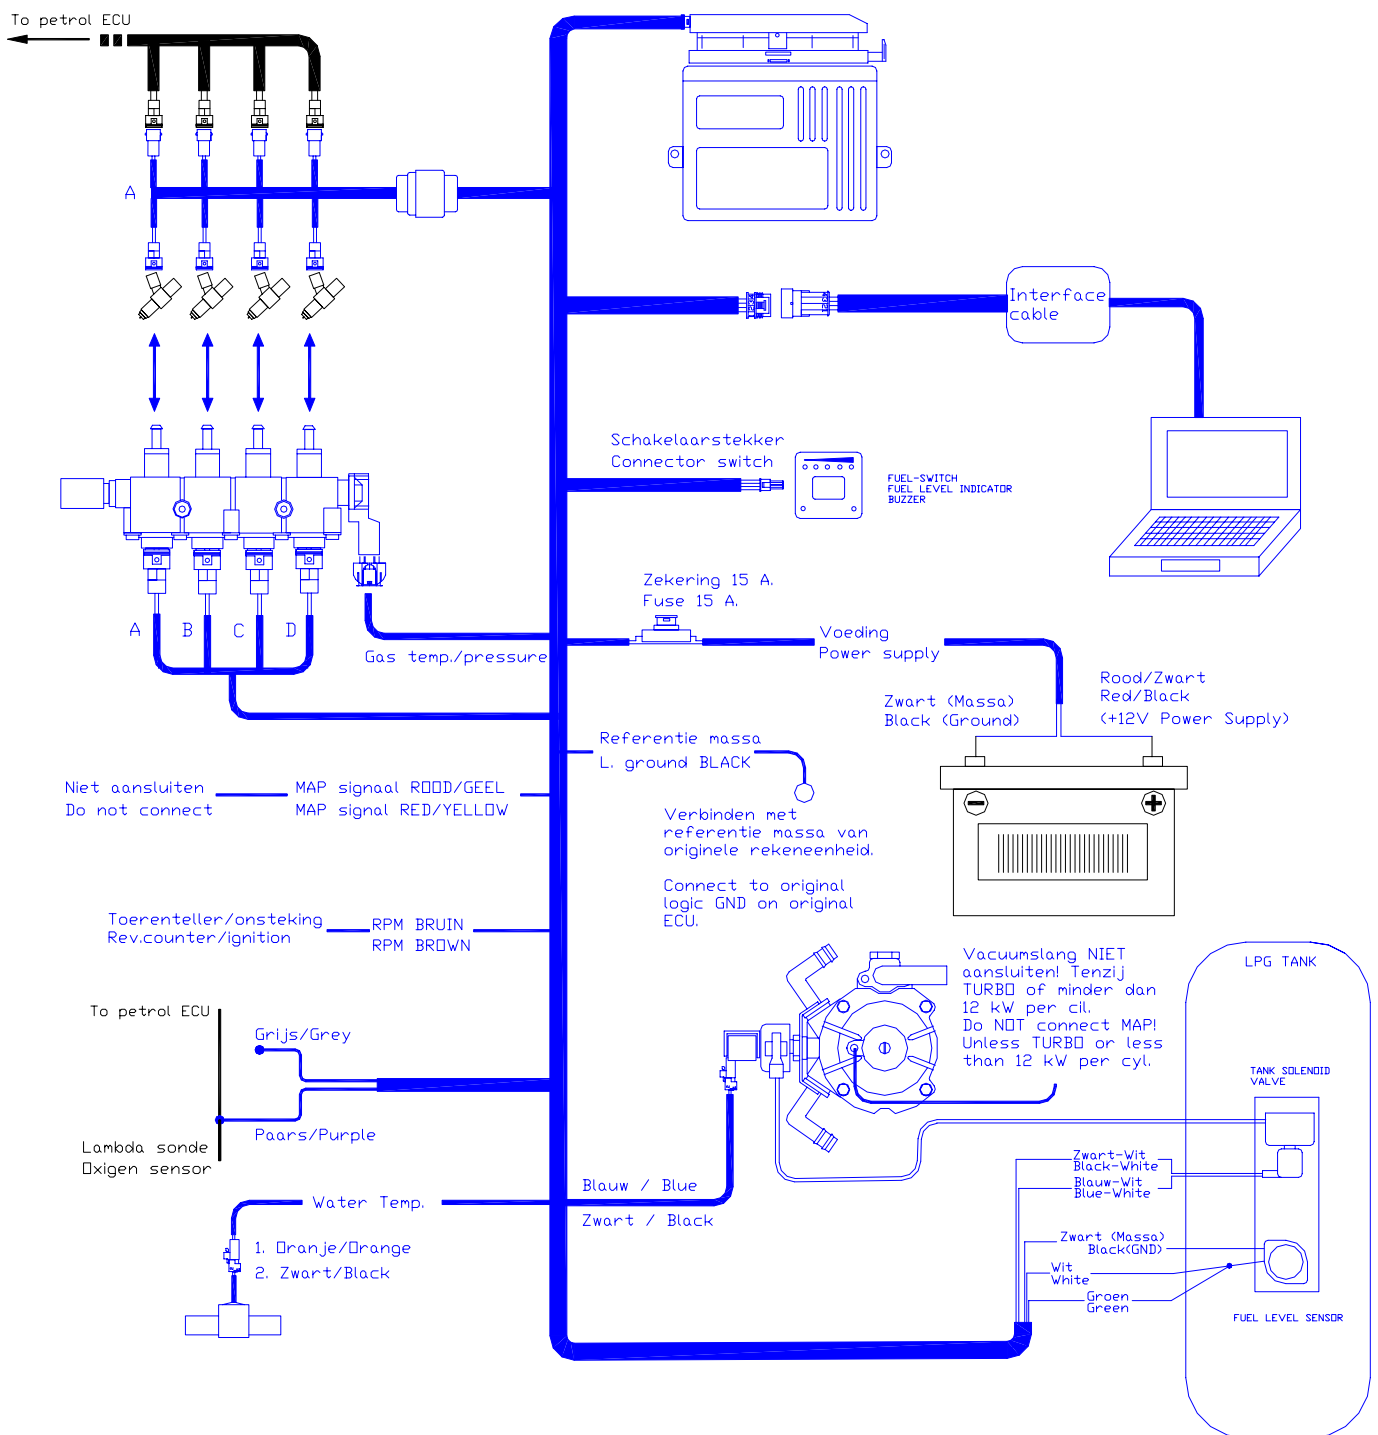 To petrol ECU
A
Interface
cable
Schakelaarstekker
Connector switch
FUEL-SWITCH
FUEL LEVEL INDICATOR
BUZZER
Zekering 15 A.
Fuse 15 A.
A B C D
Gas temp./pressure
Voeding
Power supply
Zwart (Massa)
Black (Ground)
Rood/Zwart
Red/Black
(+12V Power Supply)
Referentie massa
L. ground BLACK
Niet aansluiten
Do not connect
MAP signaal ROOD/GEEL
MAP signal RED/YELLOW
Verbinden met
referentie massa van
originele rekeneenheid.
Connect to original
logic GND on original
ECU.
Toerenteller/onsteking
Rev.counter/ignition
RPM BRUIN
RPM BROWN
Vacuumslang NIET
aansluiten! Tenzij
TURBO of minder dan
12 kW per cil.
Do NOT connect MAP!
Unless TURBO or less
than 12 kW per cyl.
LPG TANK
To petrol ECU
Grijs/Grey
Paars/Purple
Lambda sonde
Oxigen sensor
TANK SOLENOID
VALVE
Zwart-Wit
Black-White
Blauw-Wit
Blue-White
Blauw / Blue
Zwart / Black
Water Temp.
1. Oranje/Orange
2. Zwart/Black
Zwart (Massa)
Black(GND)
Wit
White
Groen
Green
FUEL LEVEL SENSOR